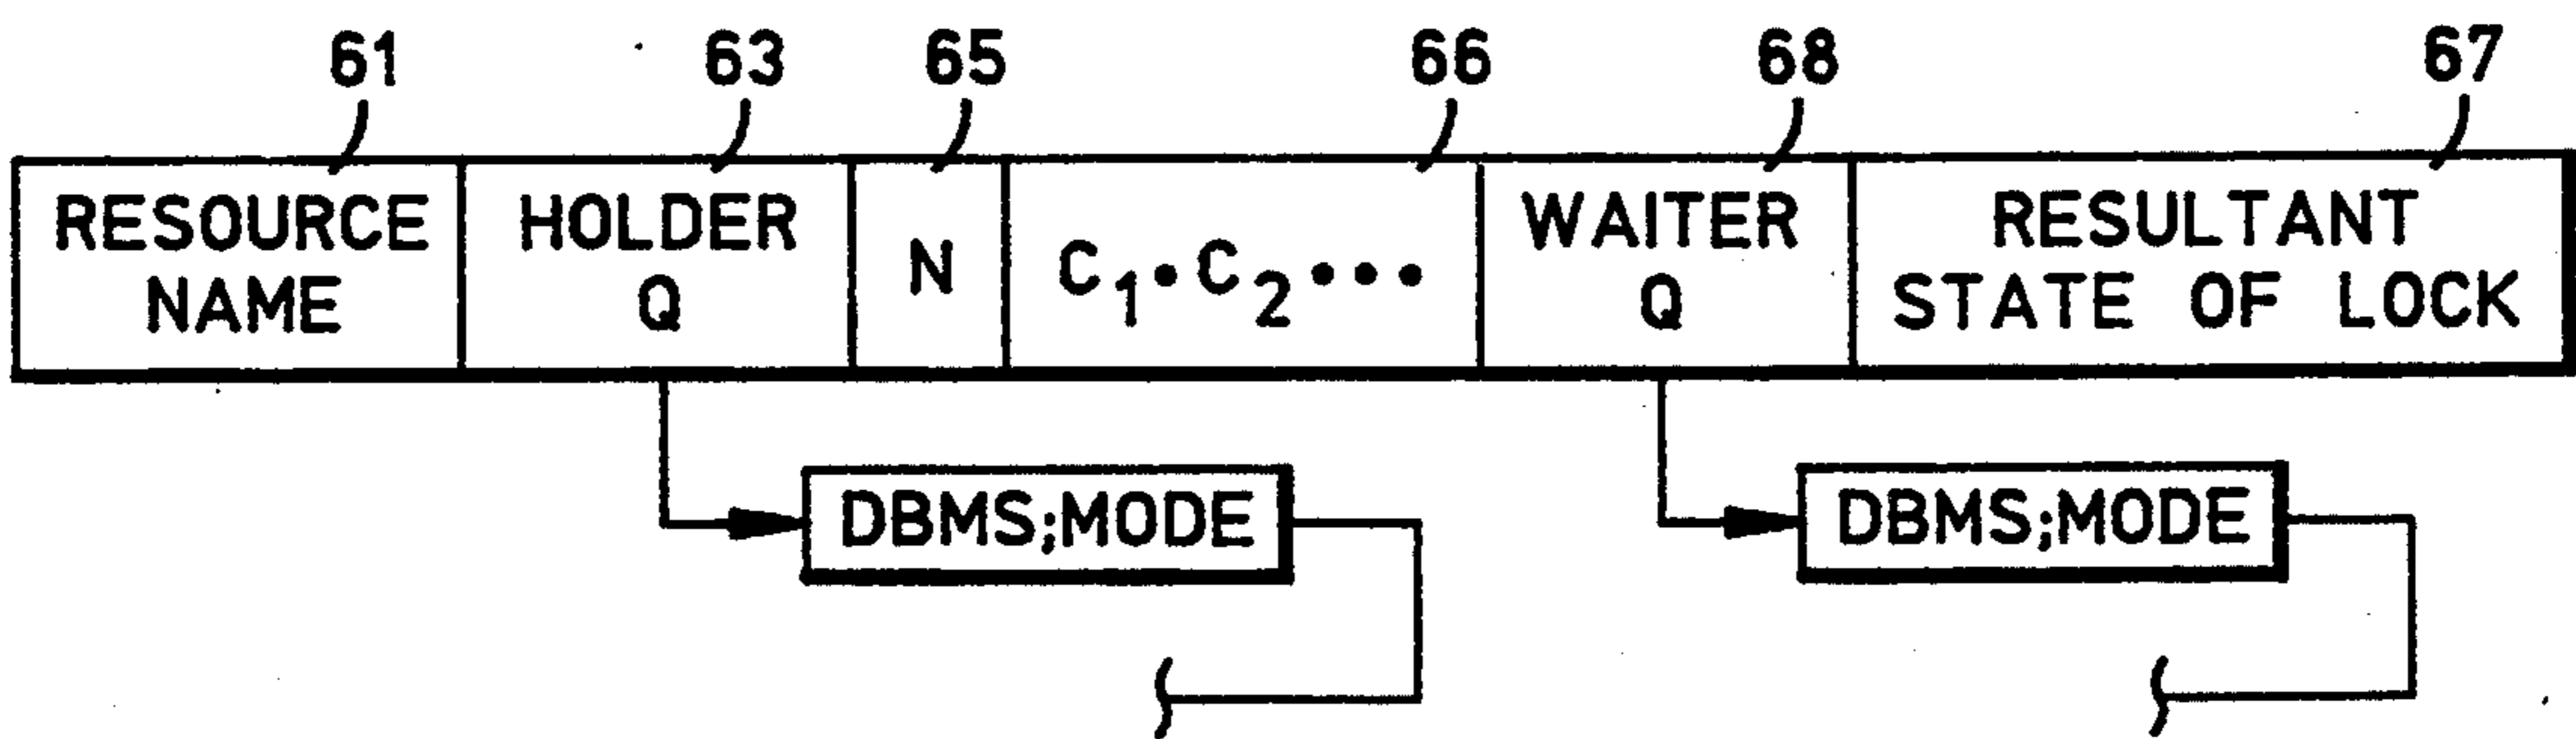 61 63 65 66 68 67
RESOURCE NAME
HOLDER Q
N
C₁•C₂•••
WAITER Q
RESULTANT STATE OF LOCK
DBMS;MODE
DBMS;MODE